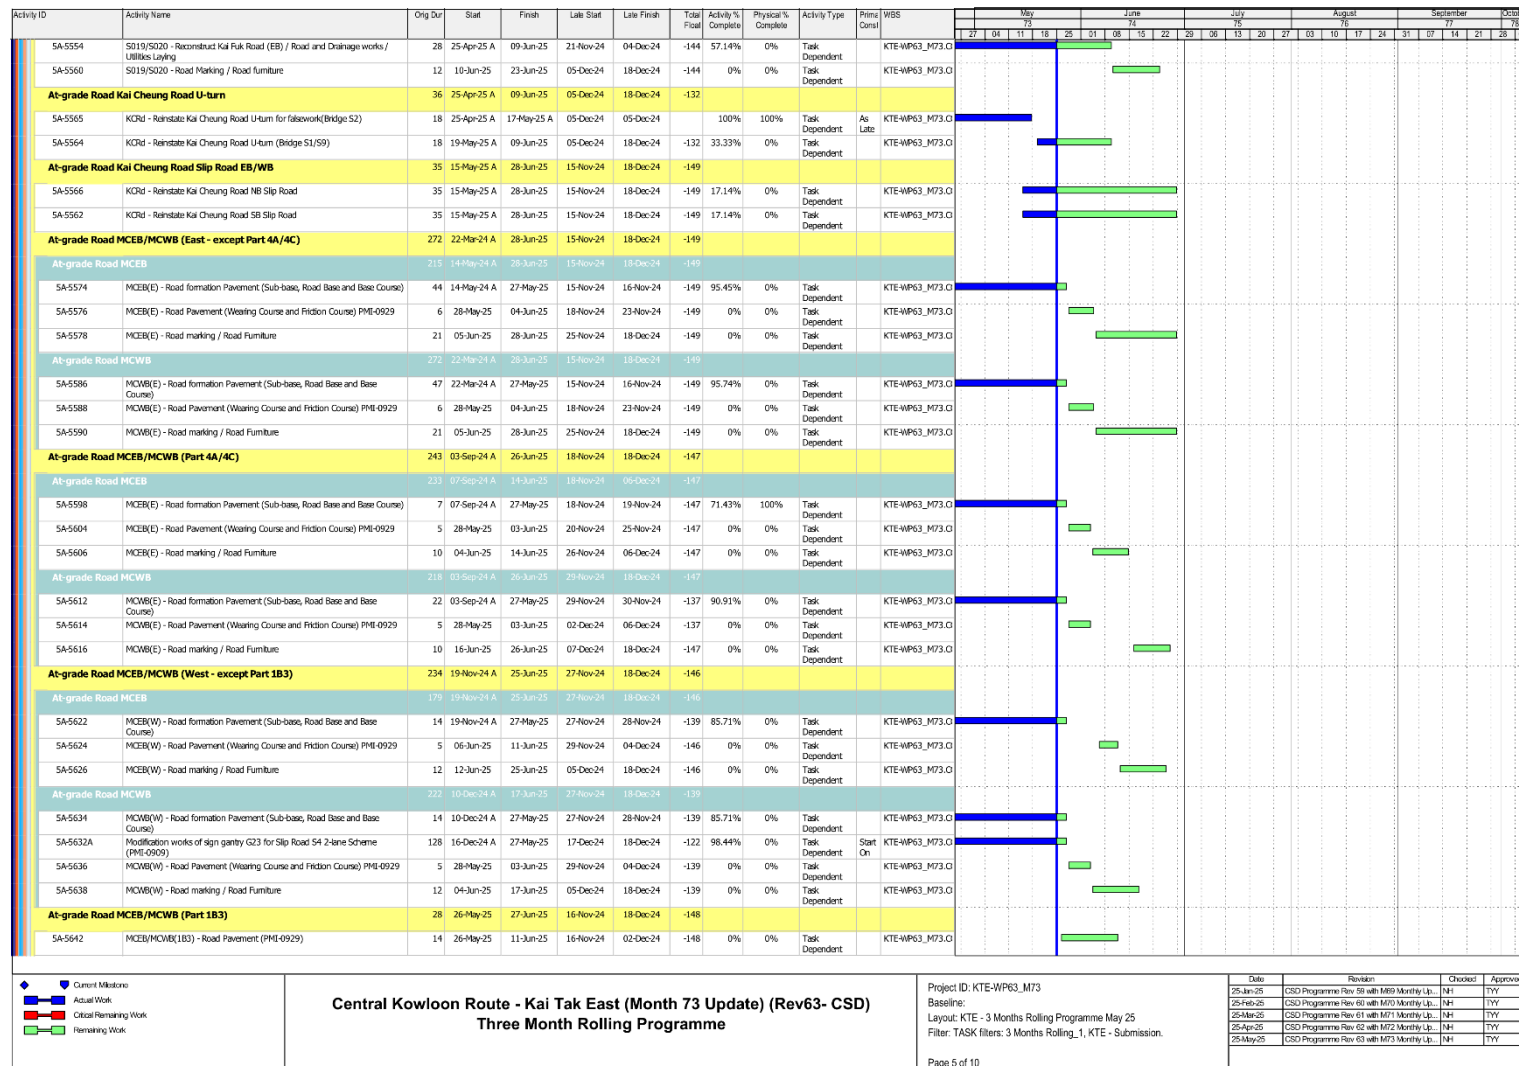 Activity ID Activity Name Orig Dur Start Finish Late Start Late Finish Total Float Activity % Complete Physical % Complete Activity Type Prima Const WBS
May June July August September Octo
73 74 75 76 77 78
27 04 11 18 25 01 08 15 22 29 06 13 20 27 03 10 17 24 31 07 14 21 28
5A-5554 S019/S020 - Reconstruct Kai Fuk Road (EB) / Road and Drainage works / Utilities Laying 28 25-Apr-25 A 09-Jun-25 21-Nov-24 04-Dec-24 -144 57.14% 0% Task Dependent KTE-WP63_M73.CI
5A-5560 S019/S020 - Road Marking / Road furniture 12 10-Jun-25 23-Jun-25 05-Dec-24 18-Dec-24 -144 0% 0% Task Dependent KTE-WP63_M73.CI
At-grade Road Kai Cheung Road U-turn 36 25-Apr-25 A 09-Jun-25 05-Dec-24 18-Dec-24 -132
5A-5565 KCRd - Reinstate Kai Cheung Road U-turn for falsework(Bridge S2) 18 25-Apr-25 A 17-May-25 A 05-Dec-24 05-Dec-24 100% 100% Task Dependent As Late KTE-WP63_M73.CI
5A-5564 KCRd - Reinstate Kai Cheung Road U-turn (Bridge S1/S9) 18 19-May-25 A 09-Jun-25 05-Dec-24 18-Dec-24 -132 33.33% 0% Task Dependent KTE-WP63_M73.CI
At-grade Road Kai Cheung Road Slip Road EB/WB 35 15-May-25 A 28-Jun-25 15-Nov-24 18-Dec-24 -149
5A-5566 KCRd - Reinstate Kai Cheung Road NB Slip Road 35 15-May-25 A 28-Jun-25 15-Nov-24 18-Dec-24 -149 17.14% 0% Task Dependent KTE-WP63_M73.CI
5A-5562 KCRd - Reinstate Kai Cheung Road SB Slip Road 35 15-May-25 A 28-Jun-25 15-Nov-24 18-Dec-24 -149 17.14% 0% Task Dependent KTE-WP63_M73.CI
At-grade Road MCEB/MCWB (East - except Part 4A/4C) 272 22-Mar-24 A 28-Jun-25 15-Nov-24 18-Dec-24 -149
At-grade Road MCEB 215 14-May-24 A 28-Jun-25 15-Nov-24 18-Dec-24 -149
5A-5574 MCEB(E) - Road formation Pavement (Sub-base, Road Base and Base Course) 44 14-May-24 A 27-May-25 15-Nov-24 16-Nov-24 -149 95.45% 0% Task Dependent KTE-WP63_M73.CI
5A-5576 MCEB(E) - Road Pavement (Wearing Course and Friction Course) PMI-0929 6 28-May-25 04-Jun-25 18-Nov-24 23-Nov-24 -149 0% 0% Task Dependent KTE-WP63_M73.CI
5A-5578 MCEB(E) - Road marking / Road Furniture 21 05-Jun-25 28-Jun-25 25-Nov-24 18-Dec-24 -149 0% 0% Task Dependent KTE-WP63_M73.CI
At-grade Road MCWB 272 22-Mar-24 A 28-Jun-25 15-Nov-24 18-Dec-24 -149
5A-5586 MCWB(E) - Road formation Pavement (Sub-base, Road Base and Base Course) 47 22-Mar-24 A 27-May-25 15-Nov-24 16-Nov-24 -149 95.74% 0% Task Dependent KTE-WP63_M73.CI
5A-5588 MCWB(E) - Road Pavement (Wearing Course and Friction Course) PMI-0929 6 28-May-25 04-Jun-25 18-Nov-24 23-Nov-24 -149 0% 0% Task Dependent KTE-WP63_M73.CI
5A-5590 MCWB(E) - Road marking / Road Furniture 21 05-Jun-25 28-Jun-25 25-Nov-24 18-Dec-24 -149 0% 0% Task Dependent KTE-WP63_M73.CI
At-grade Road MCEB/MCWB (Part 4A/4C) 243 03-Sep-24 A 26-Jun-25 18-Nov-24 18-Dec-24 -147
At-grade Road MCEB 233 07-Sep-24 A 14-Jun-25 18-Nov-24 06-Dec-24 -147
5A-5598 MCEB(E) - Road formation Pavement (Sub-base, Road Base and Base Course) 7 07-Sep-24 A 27-May-25 18-Nov-24 19-Nov-24 -147 71.43% 100% Task Dependent KTE-WP63_M73.CI
5A-5604 MCEB(E) - Road Pavement (Wearing Course and Friction Course) PMI-0929 5 28-May-25 03-Jun-25 20-Nov-24 25-Nov-24 -147 0% 0% Task Dependent KTE-WP63_M73.CI
5A-5606 MCEB(E) - Road marking / Road Furniture 10 04-Jun-25 14-Jun-25 26-Nov-24 06-Dec-24 -147 0% 0% Task Dependent KTE-WP63_M73.CI
At-grade Road MCWB 218 03-Sep-24 A 26-Jun-25 29-Nov-24 18-Dec-24 -147
5A-5612 MCWB(E) - Road formation Pavement (Sub-base, Road Base and Base Course) 22 03-Sep-24 A 27-May-25 29-Nov-24 30-Nov-24 -137 90.91% 0% Task Dependent KTE-WP63_M73.CI
5A-5614 MCWB(E) - Road Pavement (Wearing Course and Friction Course) PMI-0929 5 28-May-25 03-Jun-25 02-Dec-24 06-Dec-24 -137 0% 0% Task Dependent KTE-WP63_M73.CI
5A-5616 MCWB(E) - Road marking / Road Furniture 10 16-Jun-25 26-Jun-25 07-Dec-24 18-Dec-24 -147 0% 0% Task Dependent KTE-WP63_M73.CI
At-grade Road MCEB/MCWB (West - except Part 1B3) 234 19-Nov-24 A 25-Jun-25 27-Nov-24 18-Dec-24 -146
At-grade Road MCEB 179 19-Nov-24 A 25-Jun-25 27-Nov-24 18-Dec-24 -146
5A-5622 MCEB(W) - Road formation Pavement (Sub-base, Road Base and Base Course) 14 19-Nov-24 A 27-May-25 27-Nov-24 28-Nov-24 -139 85.71% 0% Task Dependent KTE-WP63_M73.CI
5A-5624 MCEB(W) - Road Pavement (Wearing Course and Friction Course) PMI-0929 5 06-Jun-25 11-Jun-25 29-Nov-24 04-Dec-24 -146 0% 0% Task Dependent KTE-WP63_M73.CI
5A-5626 MCEB(W) - Road marking / Road Furniture 12 12-Jun-25 25-Jun-25 05-Dec-24 18-Dec-24 -146 0% 0% Task Dependent KTE-WP63_M73.CI
At-grade Road MCWB 222 10-Dec-24 A 17-Jun-25 27-Nov-24 18-Dec-24 -139
5A-5634 MCWB(W) - Road formation Pavement (Sub-base, Road Base and Base Course) 14 10-Dec-24 A 27-May-25 27-Nov-24 28-Nov-24 -139 85.71% 0% Task Dependent KTE-WP63_M73.CI
5A-5632A Modification works of sign gantry G23 for Slip Road S4 2-lane Scheme (PMI-0909) 128 16-Dec-24 A 27-May-25 17-Dec-24 18-Dec-24 -122 98.44% 0% Task Dependent Start On KTE-WP63_M73.CI
5A-5636 MCWB(W) - Road Pavement (Wearing Course and Friction Course) PMI-0929 5 28-May-25 03-Jun-25 29-Nov-24 04-Dec-24 -139 0% 0% Task Dependent KTE-WP63_M73.CI
5A-5638 MCWB(W) - Road marking / Road Furniture 12 04-Jun-25 17-Jun-25 05-Dec-24 18-Dec-24 -139 0% 0% Task Dependent KTE-WP63_M73.CI
At-grade Road MCEB/MCWB (Part 1B3) 28 26-May-25 27-Jun-25 16-Nov-24 18-Dec-24 -148
5A-5642 MCEB/MCWB(1B3) - Road Pavement (PMI-0929) 14 26-May-25 11-Jun-25 16-Nov-24 02-Dec-24 -148 0% 0% Task Dependent KTE-WP63_M73.CI
Current Milestone
Actual Work
Critical Remaining Work
Remaining Work
Central Kowloon Route - Kai Tak East (Month 73 Update) (Rev63- CSD)
Three Month Rolling Programme
Project ID: KTE-WP63_M73
Baseline:
Layout: KTE - 3 Months Rolling Programme May 25
Filter: TASK filters: 3 Months Rolling_1, KTE - Submission.
Page 5 of 10
Date Revision Checked Approved
25-Jan-25 CSD Programme Rev 59 with M69 Monthly Up... NH TYY
25-Feb-25 CSD Programme Rev 60 with M70 Monthly Up... NH TYY
25-Mar-25 CSD Programme Rev 61 with M71 Monthly Up... NH TYY
25-Apr-25 CSD Programme Rev 62 with M72 Monthly Up... NH TYY
25-May-25 CSD Programme Rev 63 with M73 Monthly Up... NH TYY